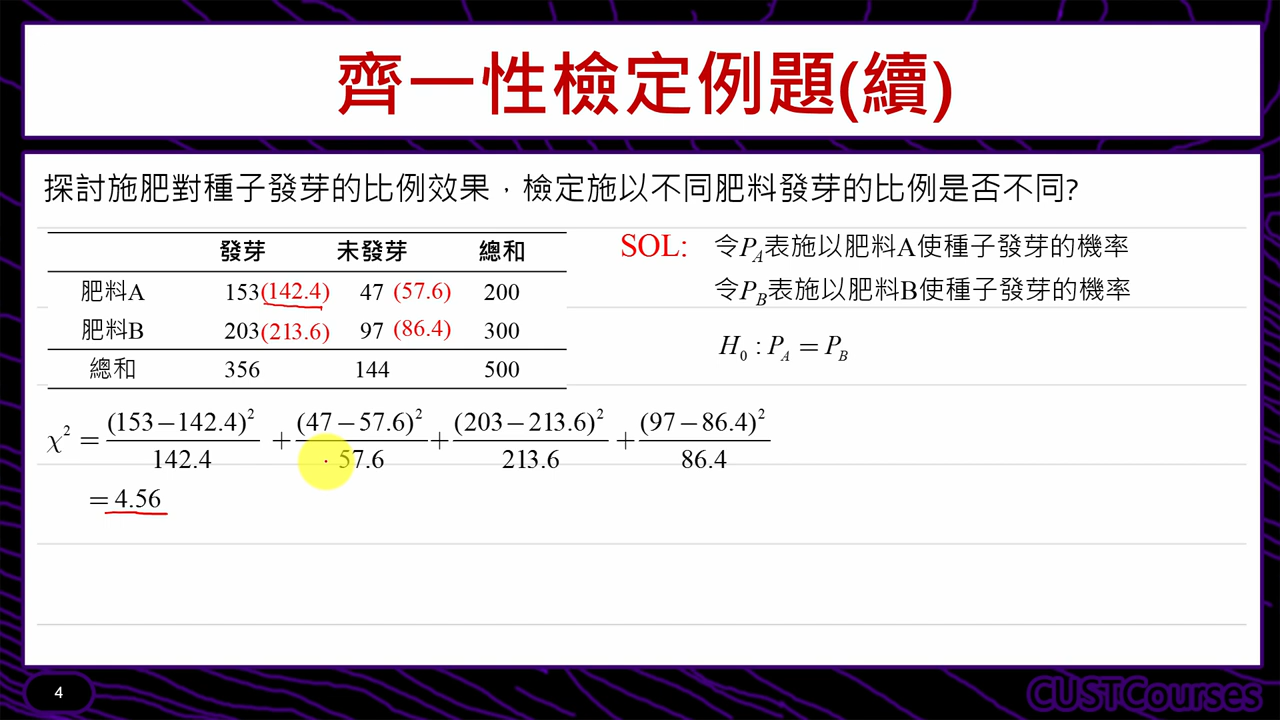 齊一性檢定例題(續)
探討施肥對種子發芽的比例效果，檢定施以不同肥料發芽的比例是否不同?
發芽 未發芽 總和
肥料A 153(142.4) 47 (57.6) 200
肥料B 203(213.6) 97 (86.4) 300
總和 356 144 500
SOL: 令P_A表施以肥料A使種子發芽的機率
令P_B表施以肥料B使種子發芽的機率
H_0 : P_A = P_B
χ² = (153−142.4)²/142.4 + (47−57.6)²/57.6 + (203−213.6)²/213.6 + (97−86.4)²/86.4
= 4.56
4
CUSTCourses